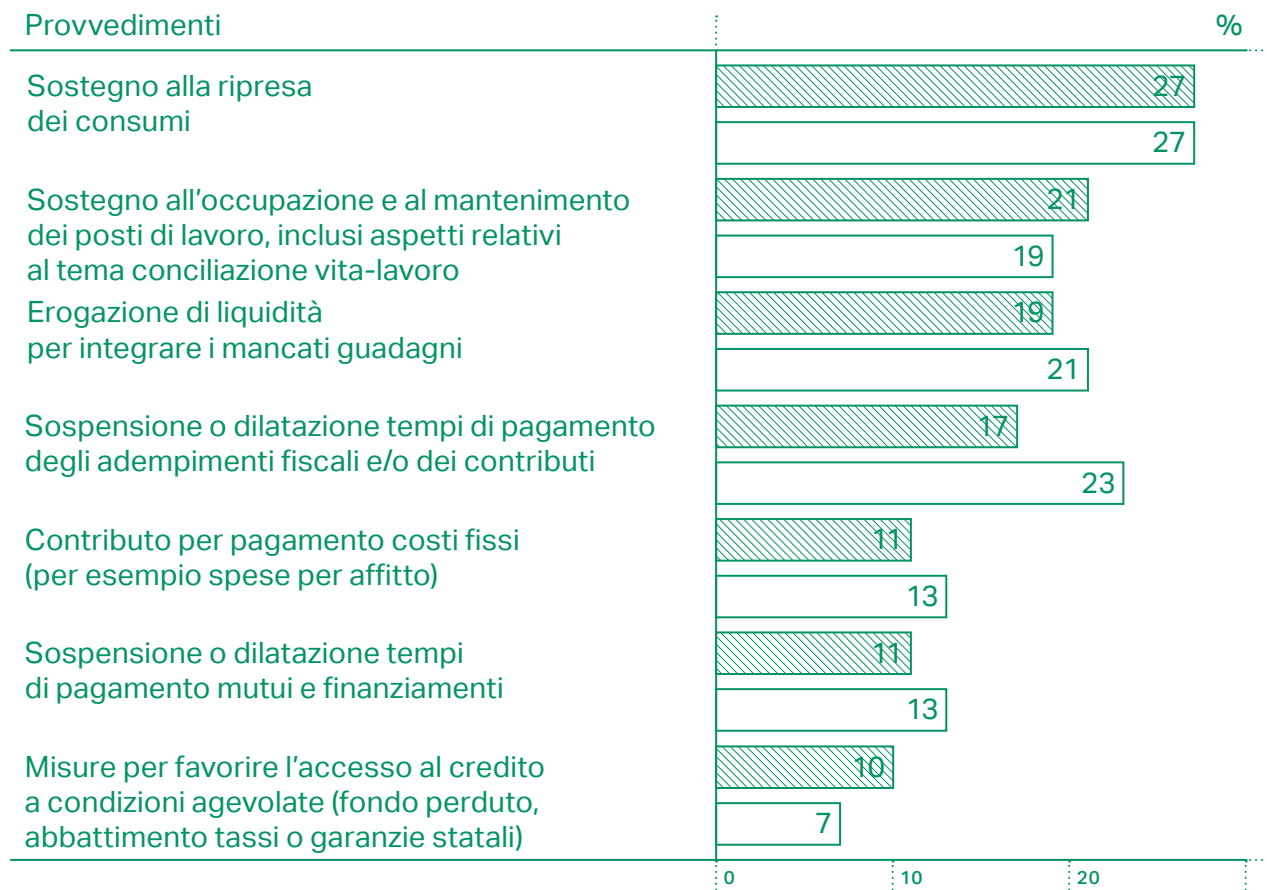 Provvedimenti %
Sostegno alla ripresa
dei consumi
27
27
Sostegno all'occupazione e al mantenimento
dei posti di lavoro, inclusi aspetti relativi
al tema conciliazione vita-lavoro
21
19
Erogazione di liquidità
per integrare i mancati guadagni
19
21
Sospensione o dilatazione tempi di pagamento
degli adempimenti fiscali e/o dei contributi
17
23
Contributo per pagamento costi fissi
(per esempio spese per affitto)
11
13
Sospensione o dilatazione tempi
di pagamento mutui e finanziamenti
11
13
Misure per favorire l'accesso al credito
a condizioni agevolate (fondo perduto,
abbattimento tassi o garanzie statali)
10
7
0 10 20